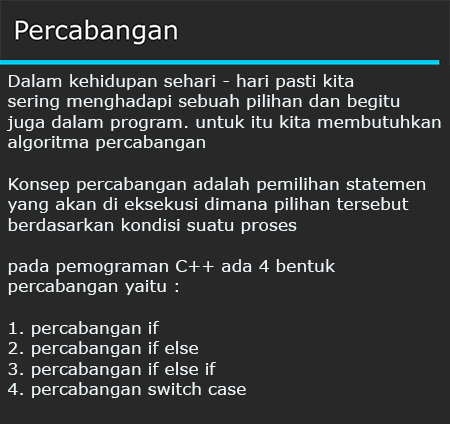 Percabangan
Dalam kehidupan sehari - hari pasti kita
sering menghadapi sebuah pilihan dan begitu
juga dalam program. untuk itu kita membutuhkan
algoritma percabangan
Konsep percabangan adalah pemilihan statemen
yang akan di eksekusi dimana pilihan tersebut
berdasarkan kondisi suatu proses
pada pemograman C++ ada 4 bentuk
percabangan yaitu :
1. percabangan if
2. percabangan if else
3. percabangan if else if
4. percabangan switch case